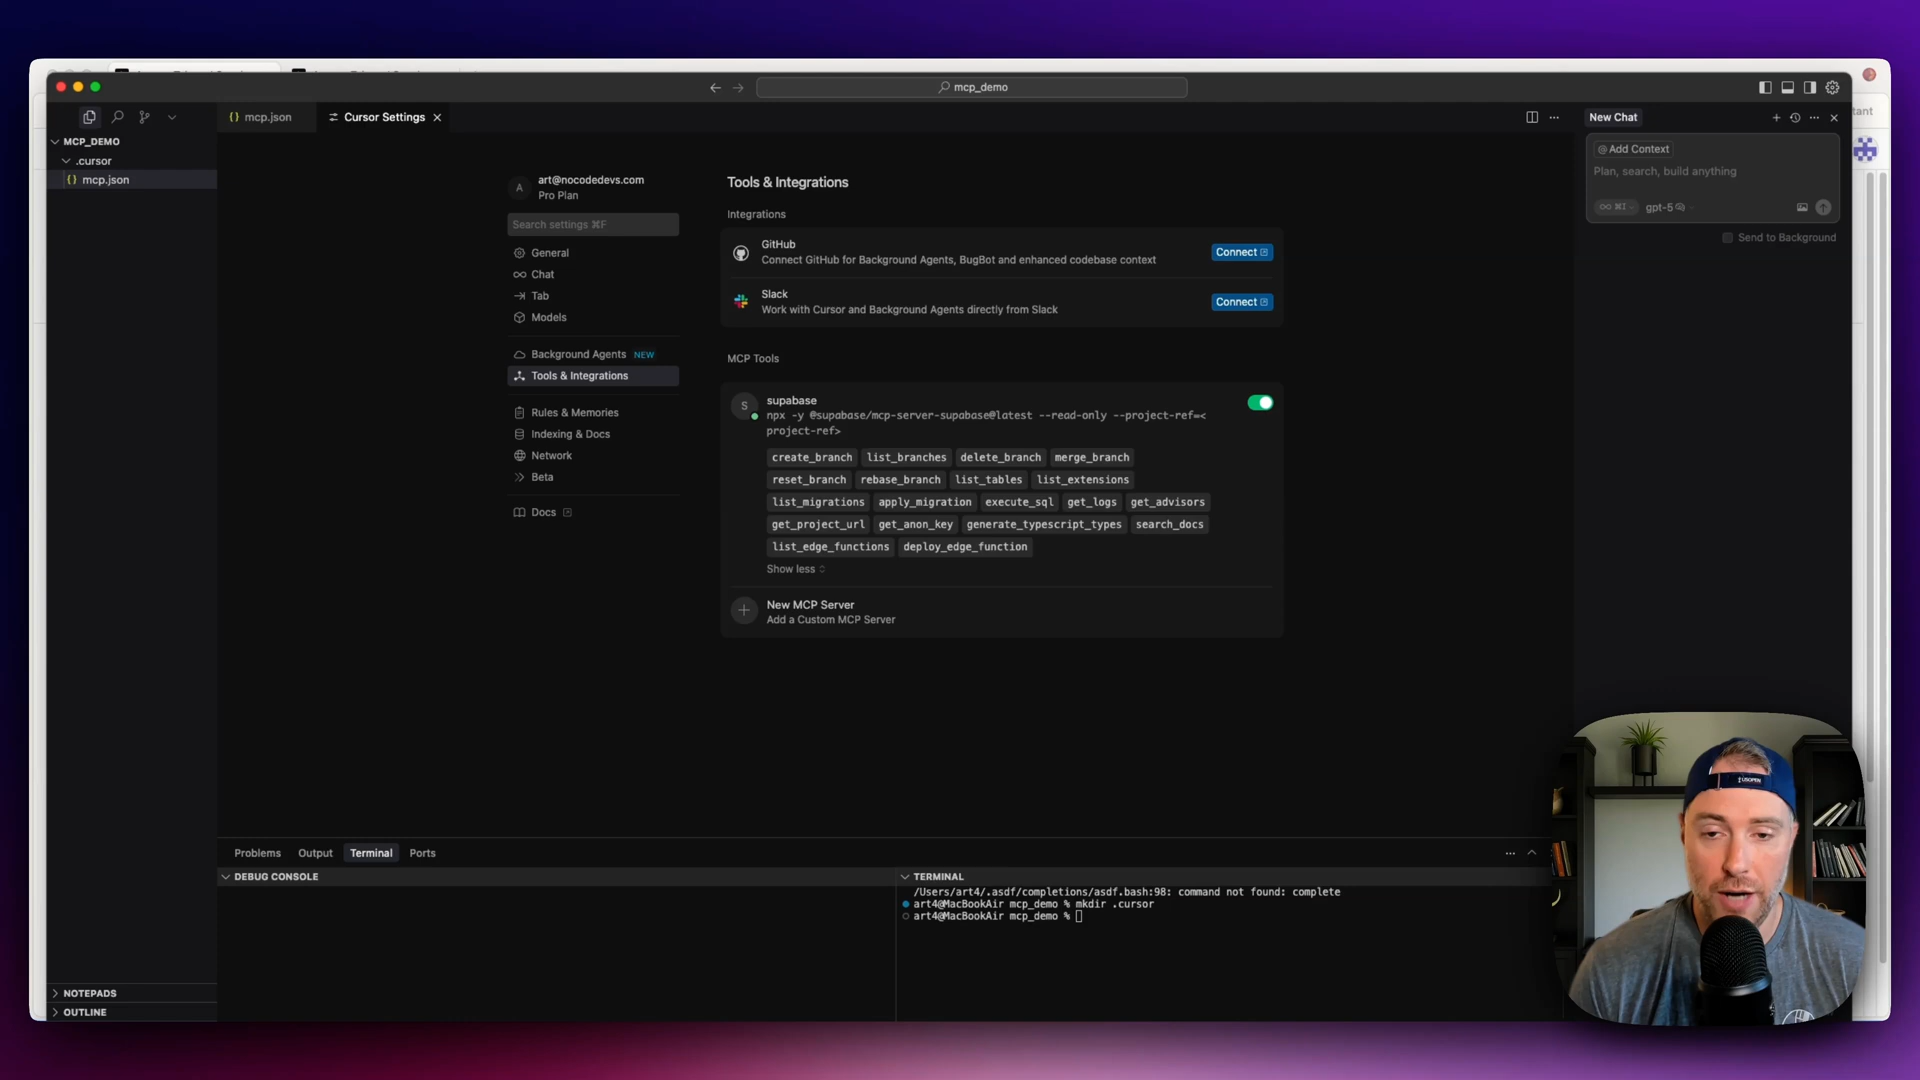 mcp_demo
mcp.json
Cursor Settings
New Chat
tant
MCP_DEMO
.cursor
mcp.json
@ Add Context
Plan, search, build anything
∞ ⌘I
gpt-5
Send to Background
A
art@nocodedevs.com
Pro Plan
Search settings ⌘F
General
Chat
Tab
Models
Background Agents NEW
Tools & Integrations
Rules & Memories
Indexing & Docs
Network
Beta
Docs
Tools & Integrations
Integrations
GitHub
Connect GitHub for Background Agents, BugBot and enhanced codebase context
Connect
Slack
Work with Cursor and Background Agents directly from Slack
Connect
MCP Tools
S
supabase
npx -y @supabase/mcp-server-supabase@latest --read-only --project-ref=<
project-ref>
create_branch list_branches delete_branch merge_branch
reset_branch rebase_branch list_tables list_extensions
list_migrations apply_migration execute_sql get_logs get_advisors
get_project_url get_anon_key generate_typescript_types search_docs
list_edge_functions deploy_edge_function
Show less
New MCP Server
Add a Custom MCP Server
Problems Output Terminal Ports
DEBUG CONSOLE
TERMINAL
/Users/art4/.asdf/completions/asdf.bash:98: command not found: complete
art4@MacBookAir mcp_demo % mkdir .cursor
art4@MacBookAir mcp_demo %
NOTEPADS
OUTLINE
USOPEN